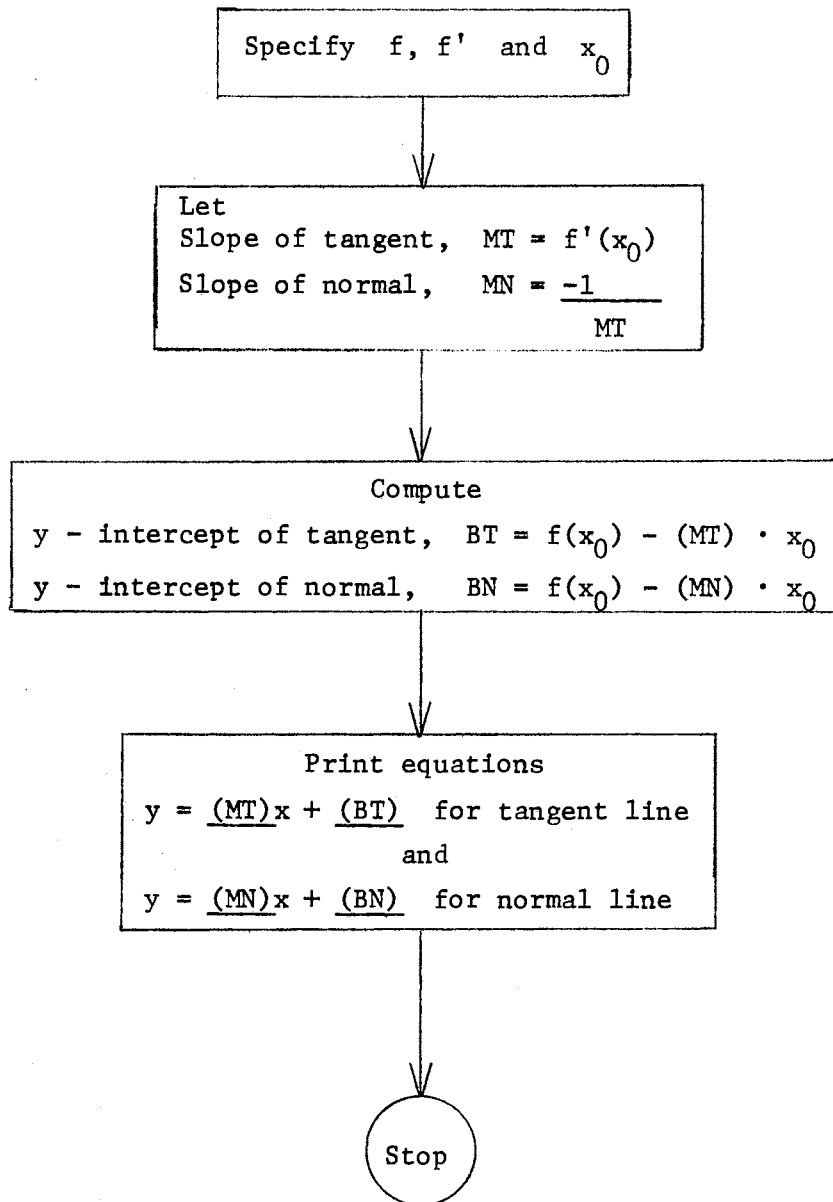 Specify f, f' and x₀
Let
Slope of tangent, MT = f'(x₀)
Slope of normal, MN = -1
MT
Compute
y - intercept of tangent, BT = f(x₀) - (MT) · x₀
y - intercept of normal, BN = f(x₀) - (MN) · x₀
Print equations
y = (MT)x + (BT) for tangent line
and
y = (MN)x + (BN) for normal line
Stop